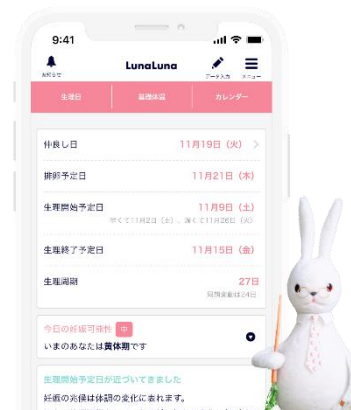 9:41
お知らせ
LunaLuna
データ入力
メニュー
生理日
基礎体温
カレンダー
仲良し日
11月19日（火）
排卵予定日
11月21日（木）
生理開始予定日
11月9日（土）
生理終了予定日
11月15日（金）
生理周期
27日
今日の妊娠可能性 中
いまのあなたは黄体期です
生理開始予定日が近づいてきました
妊娠の兆候は体調の変化に表れます。